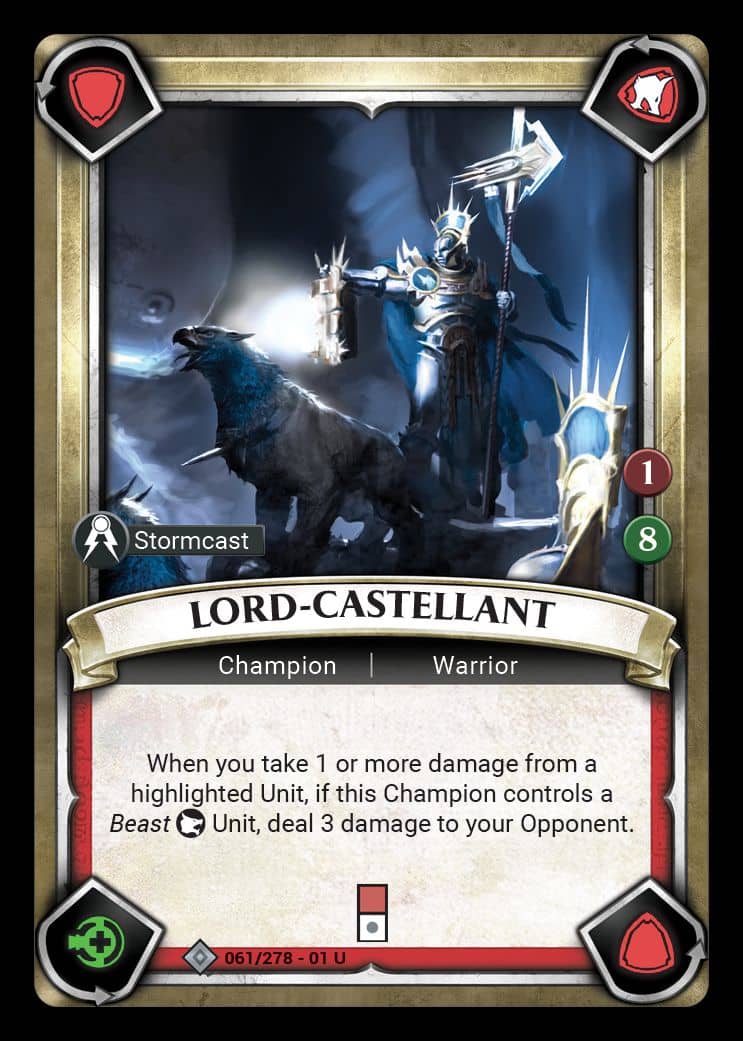 1
Stormcast
8
LORD-CASTELLANT
Champion | Warrior
When you take 1 or more damage from a
highlighted Unit, if this Champion controls a
Beast Unit, deal 3 damage to your Opponent.
061/278 - 01 U